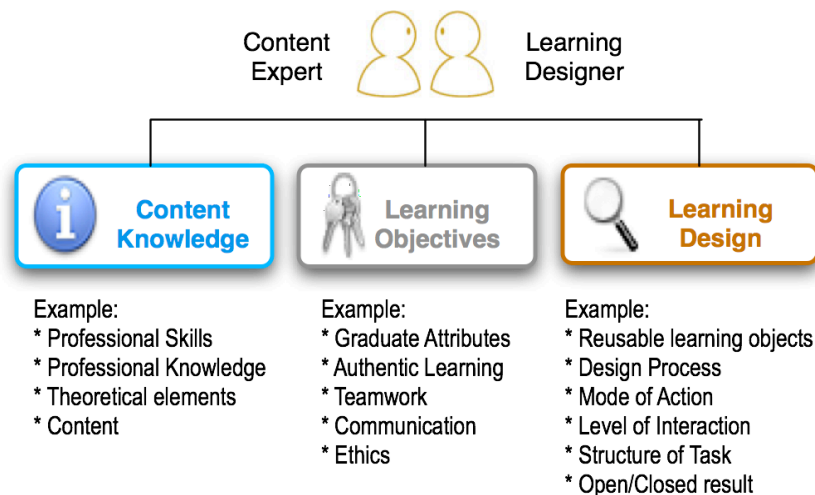 Content
Expert
Learning
Designer
Content
Knowledge
Learning
Objectives
Learning
Design
Example:
* Professional Skills
* Professional Knowledge
* Theoretical elements
* Content
Example:
* Graduate Attributes
* Authentic Learning
* Teamwork
* Communication
* Ethics
Example:
* Reusable learning objects
* Design Process
* Mode of Action
* Level of Interaction
* Structure of Task
* Open/Closed result